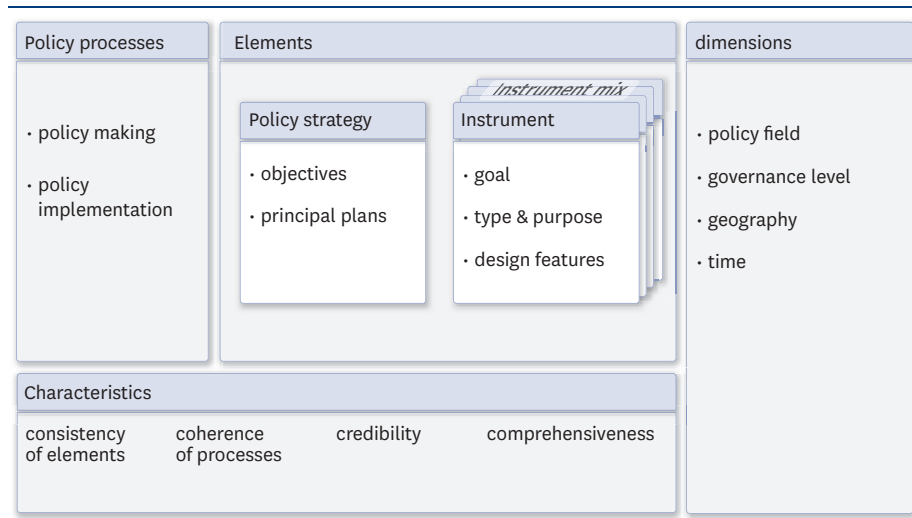 Policy processes
· policy making
· policy
implementation
Elements
Policy strategy
· objectives
· principal plans
Instrument mix
Instrument
· goal
· type & purpose
· design features
dimensions
· policy field
· governance level
· geography
· time
Characteristics
consistency
of elements
coherence
of processes
credibility
comprehensiveness